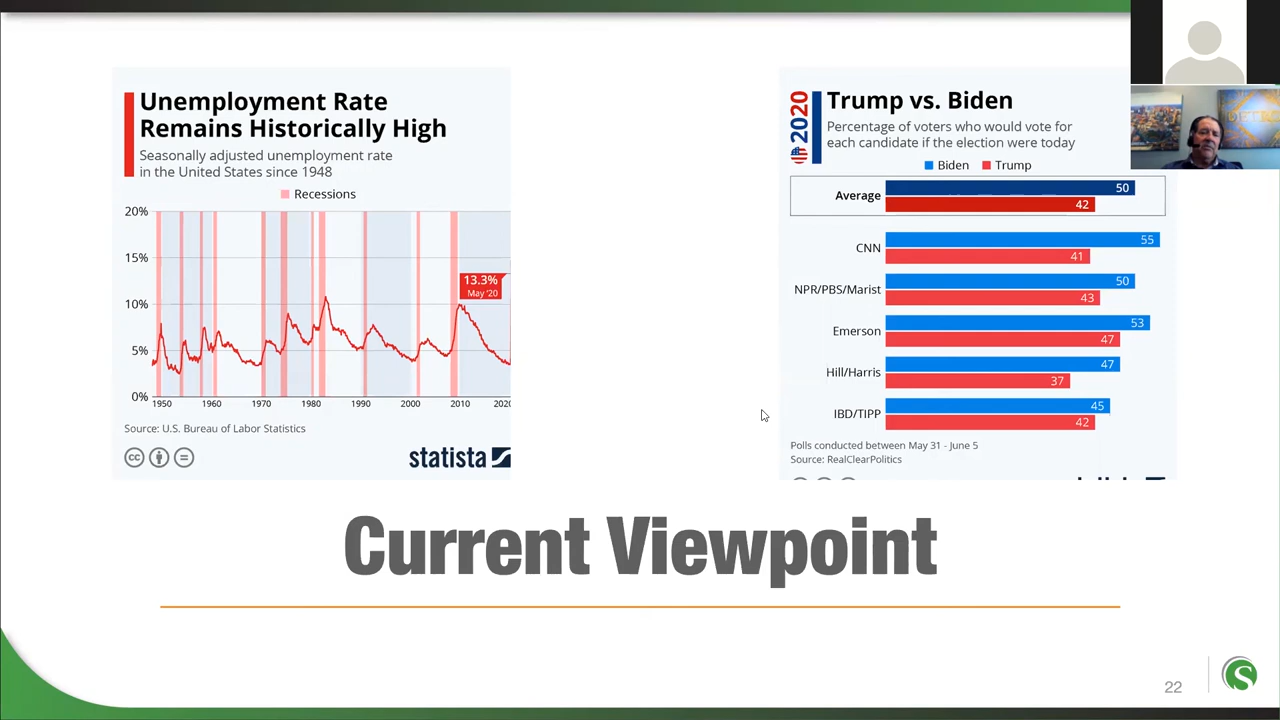 Unemployment Rate
Remains Historically High
Seasonally adjusted unemployment rate
in the United States since 1948
Recessions
20%
15%
10%
5%
0%
13.3%
May '20
1950 1960 1970 1980 1990 2000 2010 2020
Source: U.S. Bureau of Labor Statistics
cc
statista
2020
Trump vs. Biden
Percentage of voters who would vote for
each candidate if the election were today
Biden Trump
Average 50
42
CNN 55
41
NPR/PBS/Marist 50
43
Emerson 53
47
Hill/Harris 47
37
IBD/TIPP 45
42
Polls conducted between May 31 - June 5
Source: RealClearPolitics
Current Viewpoint
22
S